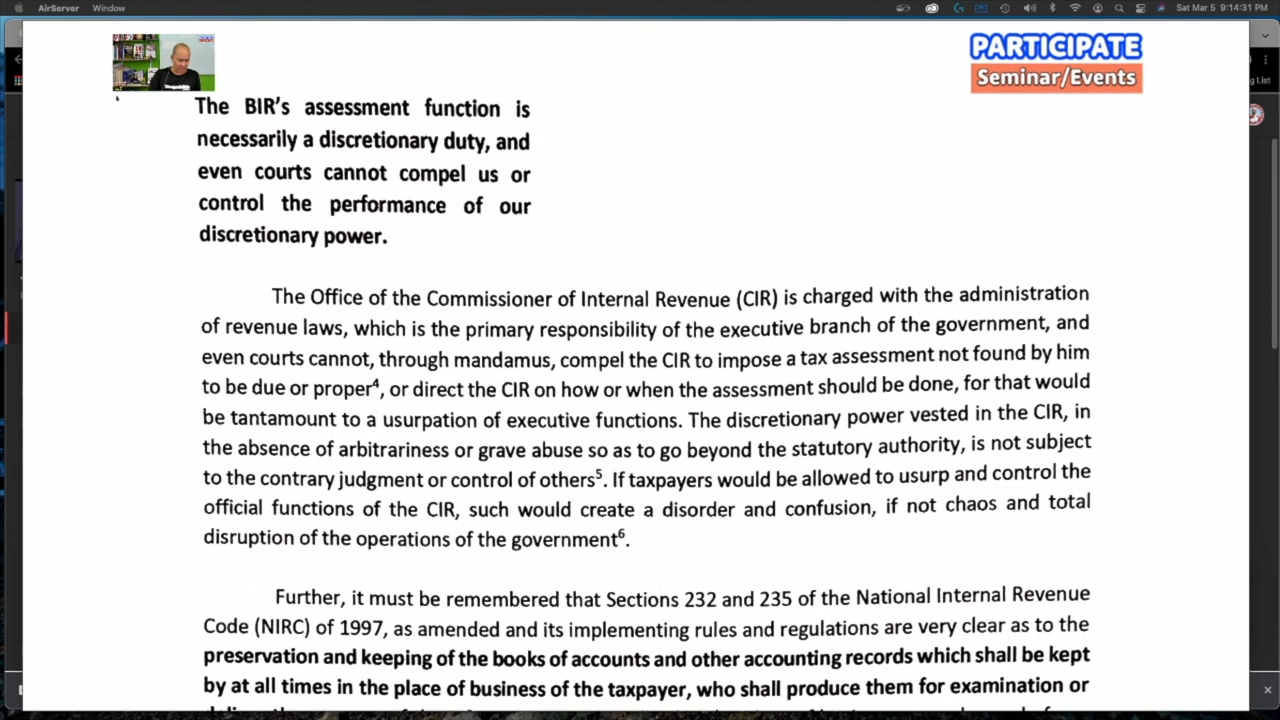 AirServer Window Sat Mar 5 9:14:31 PM
PARTICIPATE
Seminar/Events
The BIR's assessment function is
necessarily a discretionary duty, and
even courts cannot compel us or
control the performance of our
discretionary power.
The Office of the Commissioner of Internal Revenue (CIR) is charged with the administration
of revenue laws, which is the primary responsibility of the executive branch of the government, and
even courts cannot, through mandamus, compel the CIR to impose a tax assessment not found by him
to be due or proper⁴, or direct the CIR on how or when the assessment should be done, for that would
be tantamount to a usurpation of executive functions. The discretionary power vested in the CIR, in
the absence of arbitrariness or grave abuse so as to go beyond the statutory authority, is not subject
to the contrary judgment or control of others⁵. If taxpayers would be allowed to usurp and control the
official functions of the CIR, such would create a disorder and confusion, if not chaos and total
disruption of the operations of the government⁶.
Further, it must be remembered that Sections 232 and 235 of the National Internal Revenue
Code (NIRC) of 1997, as amended and its implementing rules and regulations are very clear as to the
preservation and keeping of the books of accounts and other accounting records which shall be kept
by at all times in the place of business of the taxpayer, who shall produce them for examination or